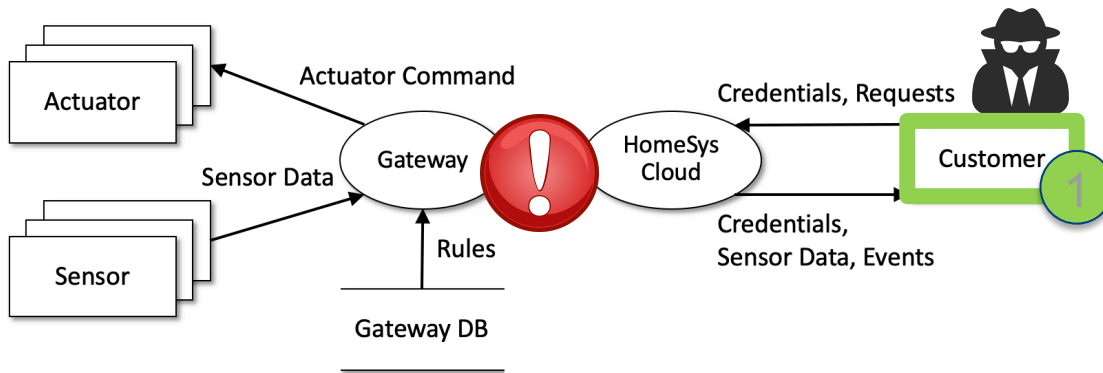 Actuator
Actuator Command
Gateway
!
HomeSys
Cloud
Credentials, Requests
Customer
1
Sensor Data
Credentials,
Sensor Data, Events
Sensor
Rules
Gateway DB